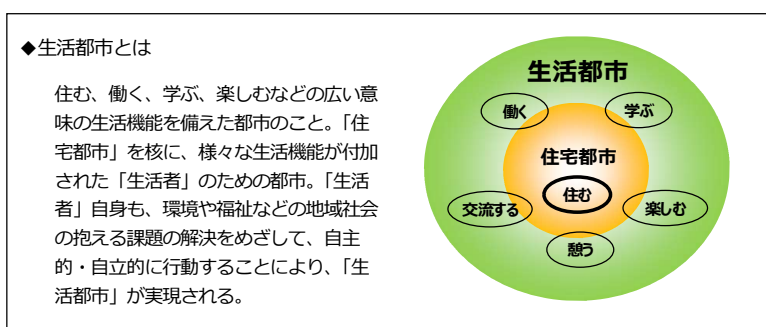 ◆生活都市とは
住む、働く、学ぶ、楽しむなどの広い意
味の生活機能を備えた都市のこと。「住
宅都市」を核に、様々な生活機能が付加
された「生活者」のための都市。「生活
者」自身も、環境や福祉などの地域社会
の抱える課題の解決をめざして、自主
的・自立的に行動することにより、「生
活都市」が実現される。
生活都市
働く
学ぶ
住宅都市
住む
交流する
楽しむ
憩う